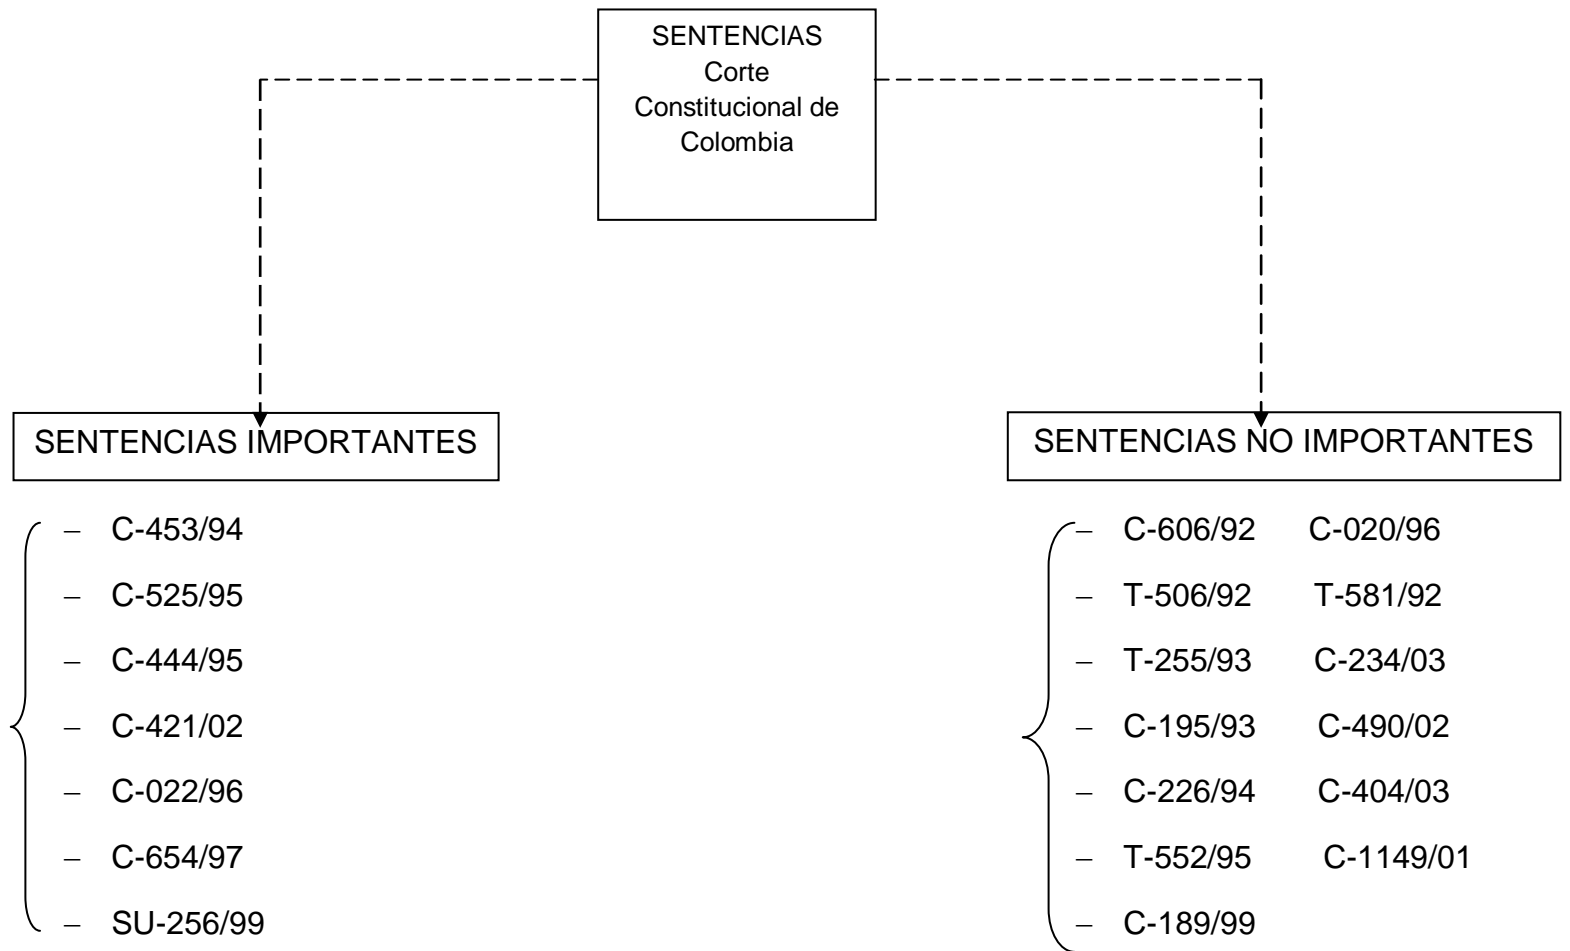 SENTENCIAS
Corte
Constitucional de
Colombia
SENTENCIAS IMPORTANTES
– C-453/94
– C-525/95
– C-444/95
– C-421/02
– C-022/96
– C-654/97
– SU-256/99
SENTENCIAS NO IMPORTANTES
– C-606/92 C-020/96
– T-506/92 T-581/92
– T-255/93 C-234/03
– C-195/93 C-490/02
– C-226/94 C-404/03
– T-552/95 C-1149/01
– C-189/99